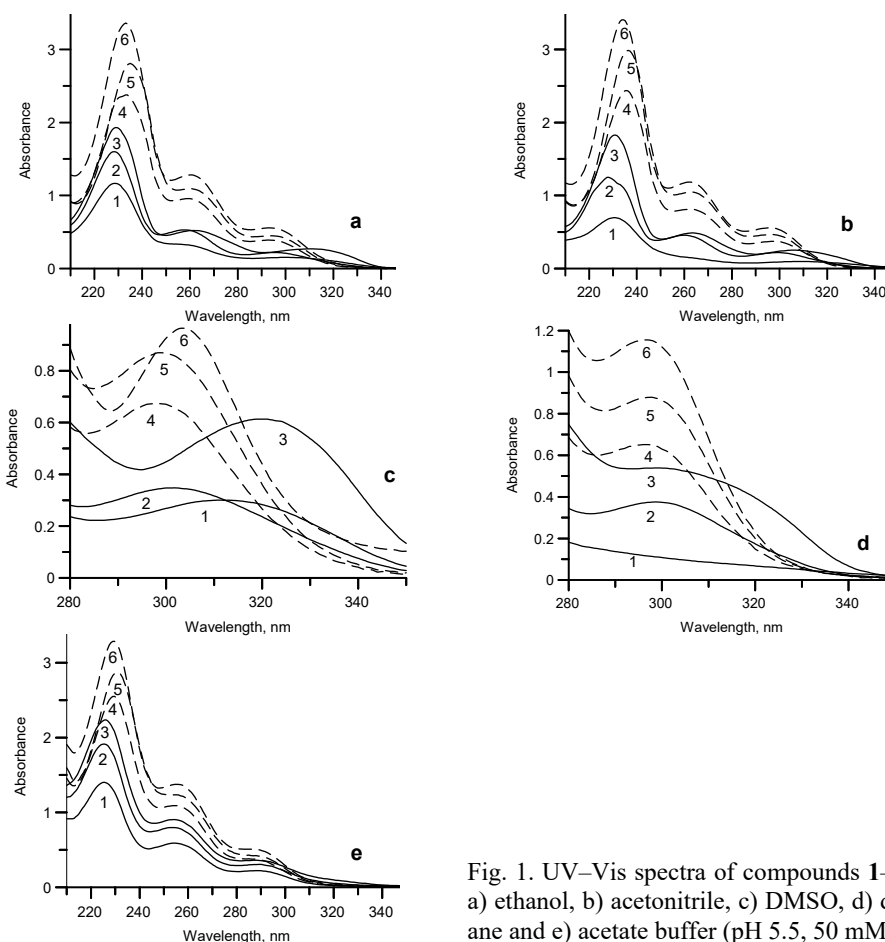 3
2
1
0
Absorbance
220 240 260 280 300 320 340
Wavelength, nm
6
5
4
3
2
1
a
3
2
1
0
Absorbance
220 240 260 280 300 320 340
Wavelength, nm
6
5
4
3
2
1
b
0.8
0.6
0.4
0.2
0
Absorbance
280 300 320 340
Wavelength, nm
6
5
4
3
2
1
c
1.2
1
0.8
0.6
0.4
0.2
0
Absorbance
280 300 320 340
Wavelength, nm
6
5
4
3
2
1
d
3
2
1
0
Absorbance
220 240 260 280 300 320 340
Wavelength, nm
6
5
4
3
2
1
e
Fig. 1. UV–Vis spectra of compounds 1–
a) ethanol, b) acetonitrile, c) DMSO, d)
ane and e) acetate buffer (pH 5.5, 50 mM